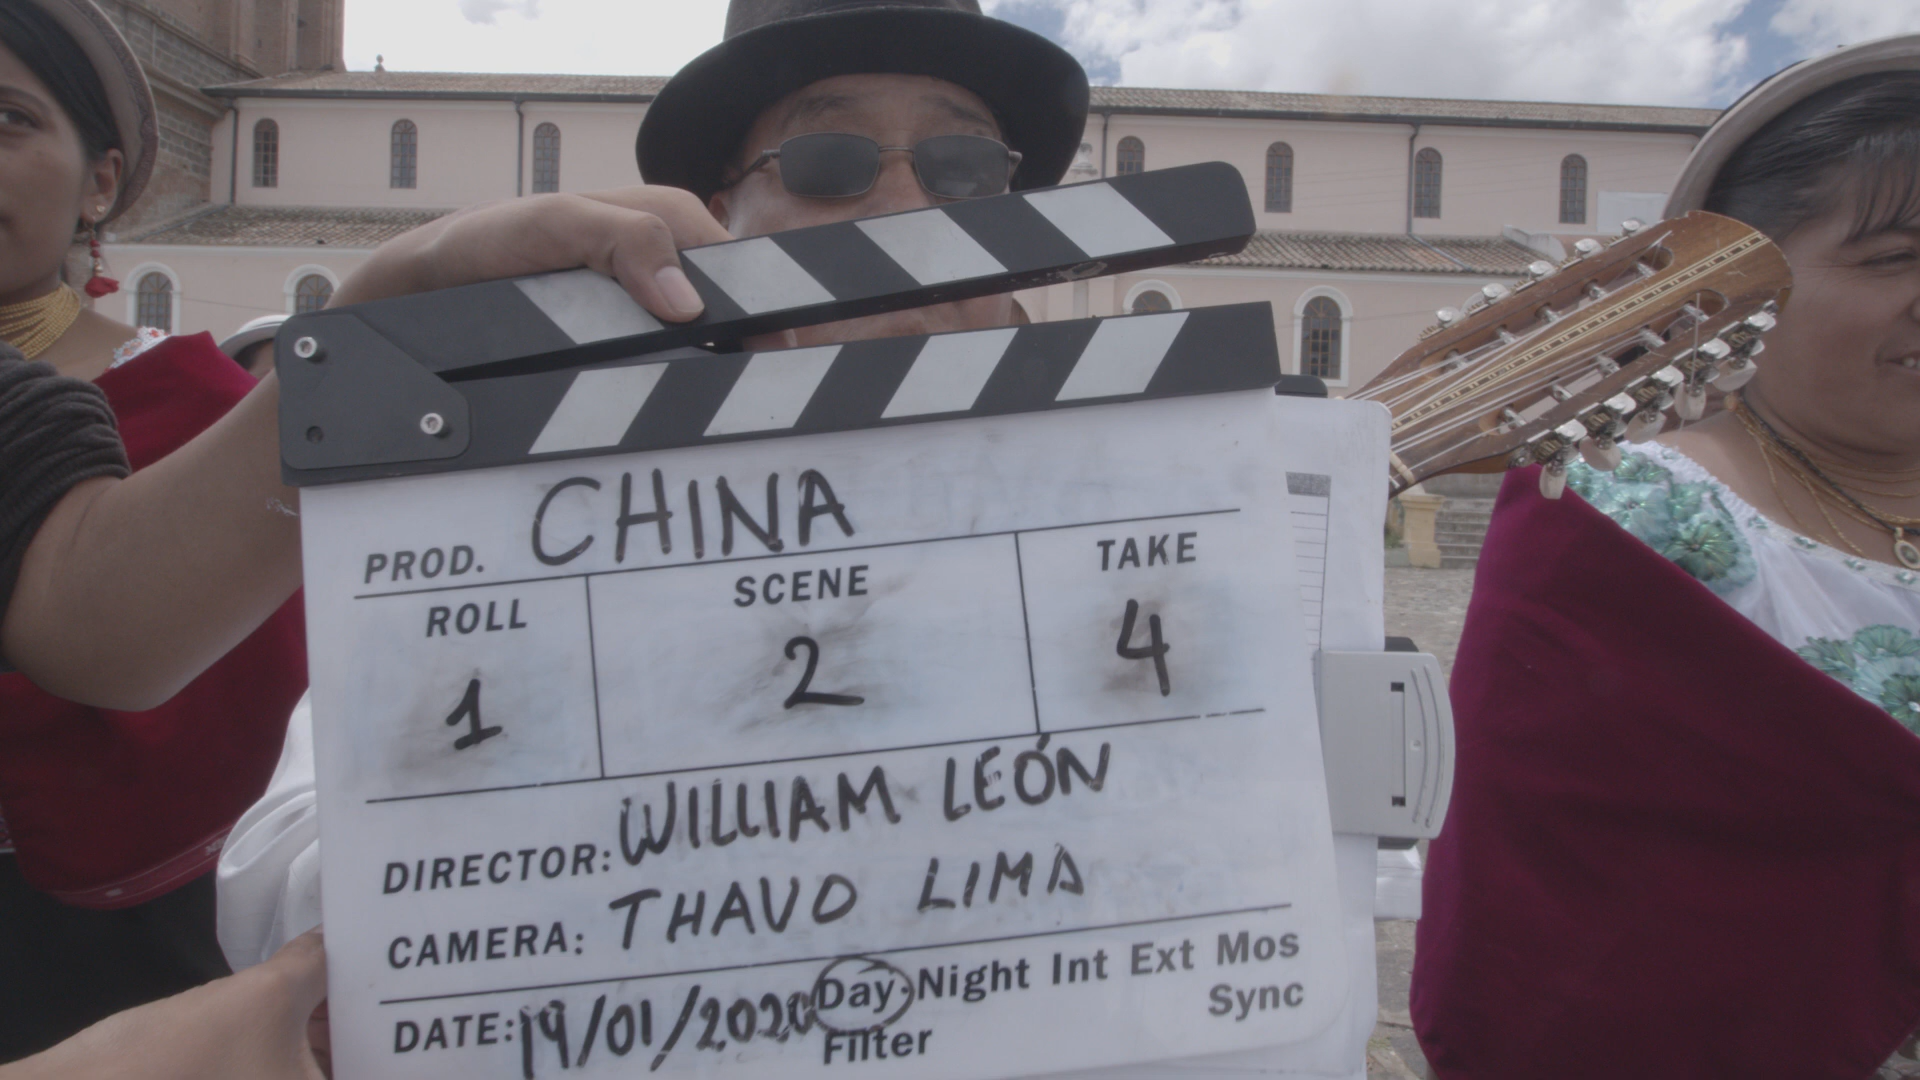 PROD. CHINA
ROLL SCENE TAKE
1 2 4
DIRECTOR: WILLIAM LEÓN
CAMERA: THAVO LIMA
DATE: 19/01/2020 Day Night Int Ext Mos
Filter Sync